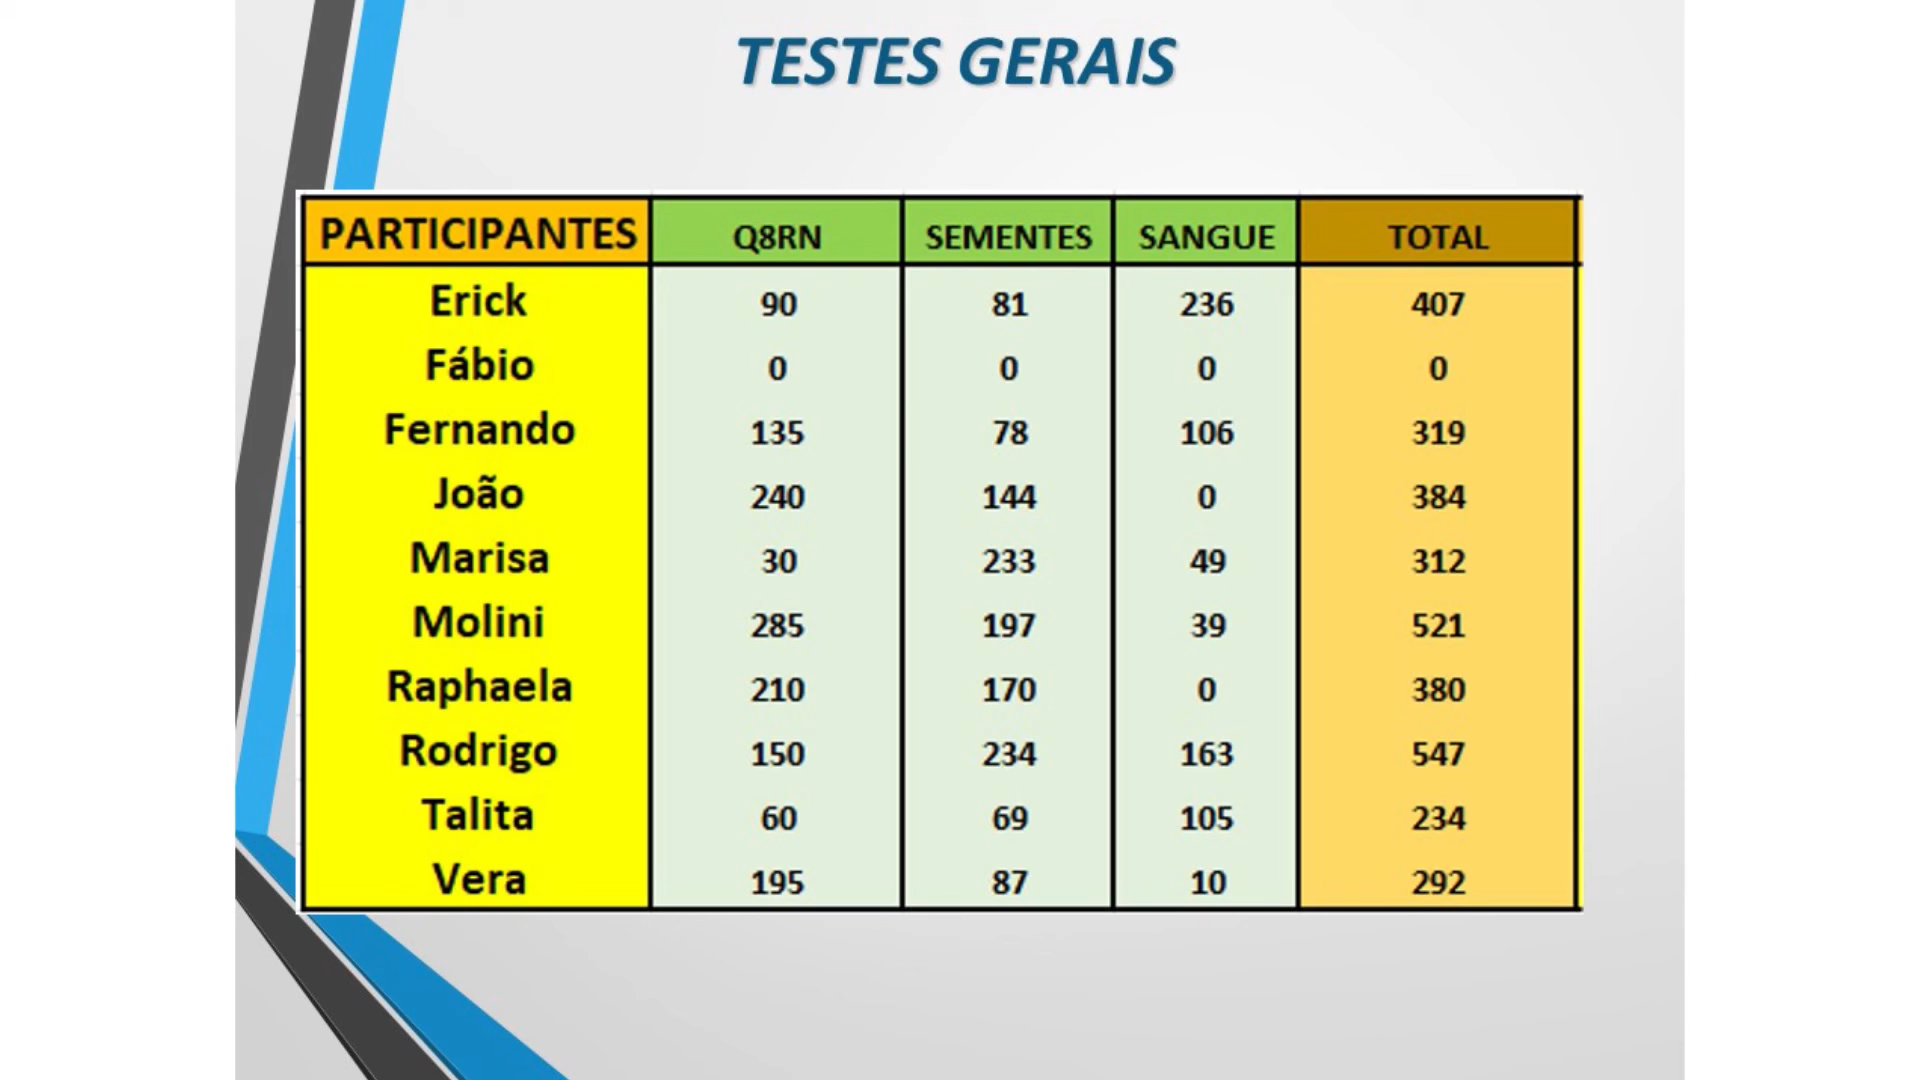 TESTES GERAIS
PARTICIPANTES Q8RN SEMENTES SANGUE TOTAL
Erick 90 81 236 407
Fábio 0 0 0 0
Fernando 135 78 106 319
João 240 144 0 384
Marisa 30 233 49 312
Molini 285 197 39 521
Raphaela 210 170 0 380
Rodrigo 150 234 163 547
Talita 60 69 105 234
Vera 195 87 10 292